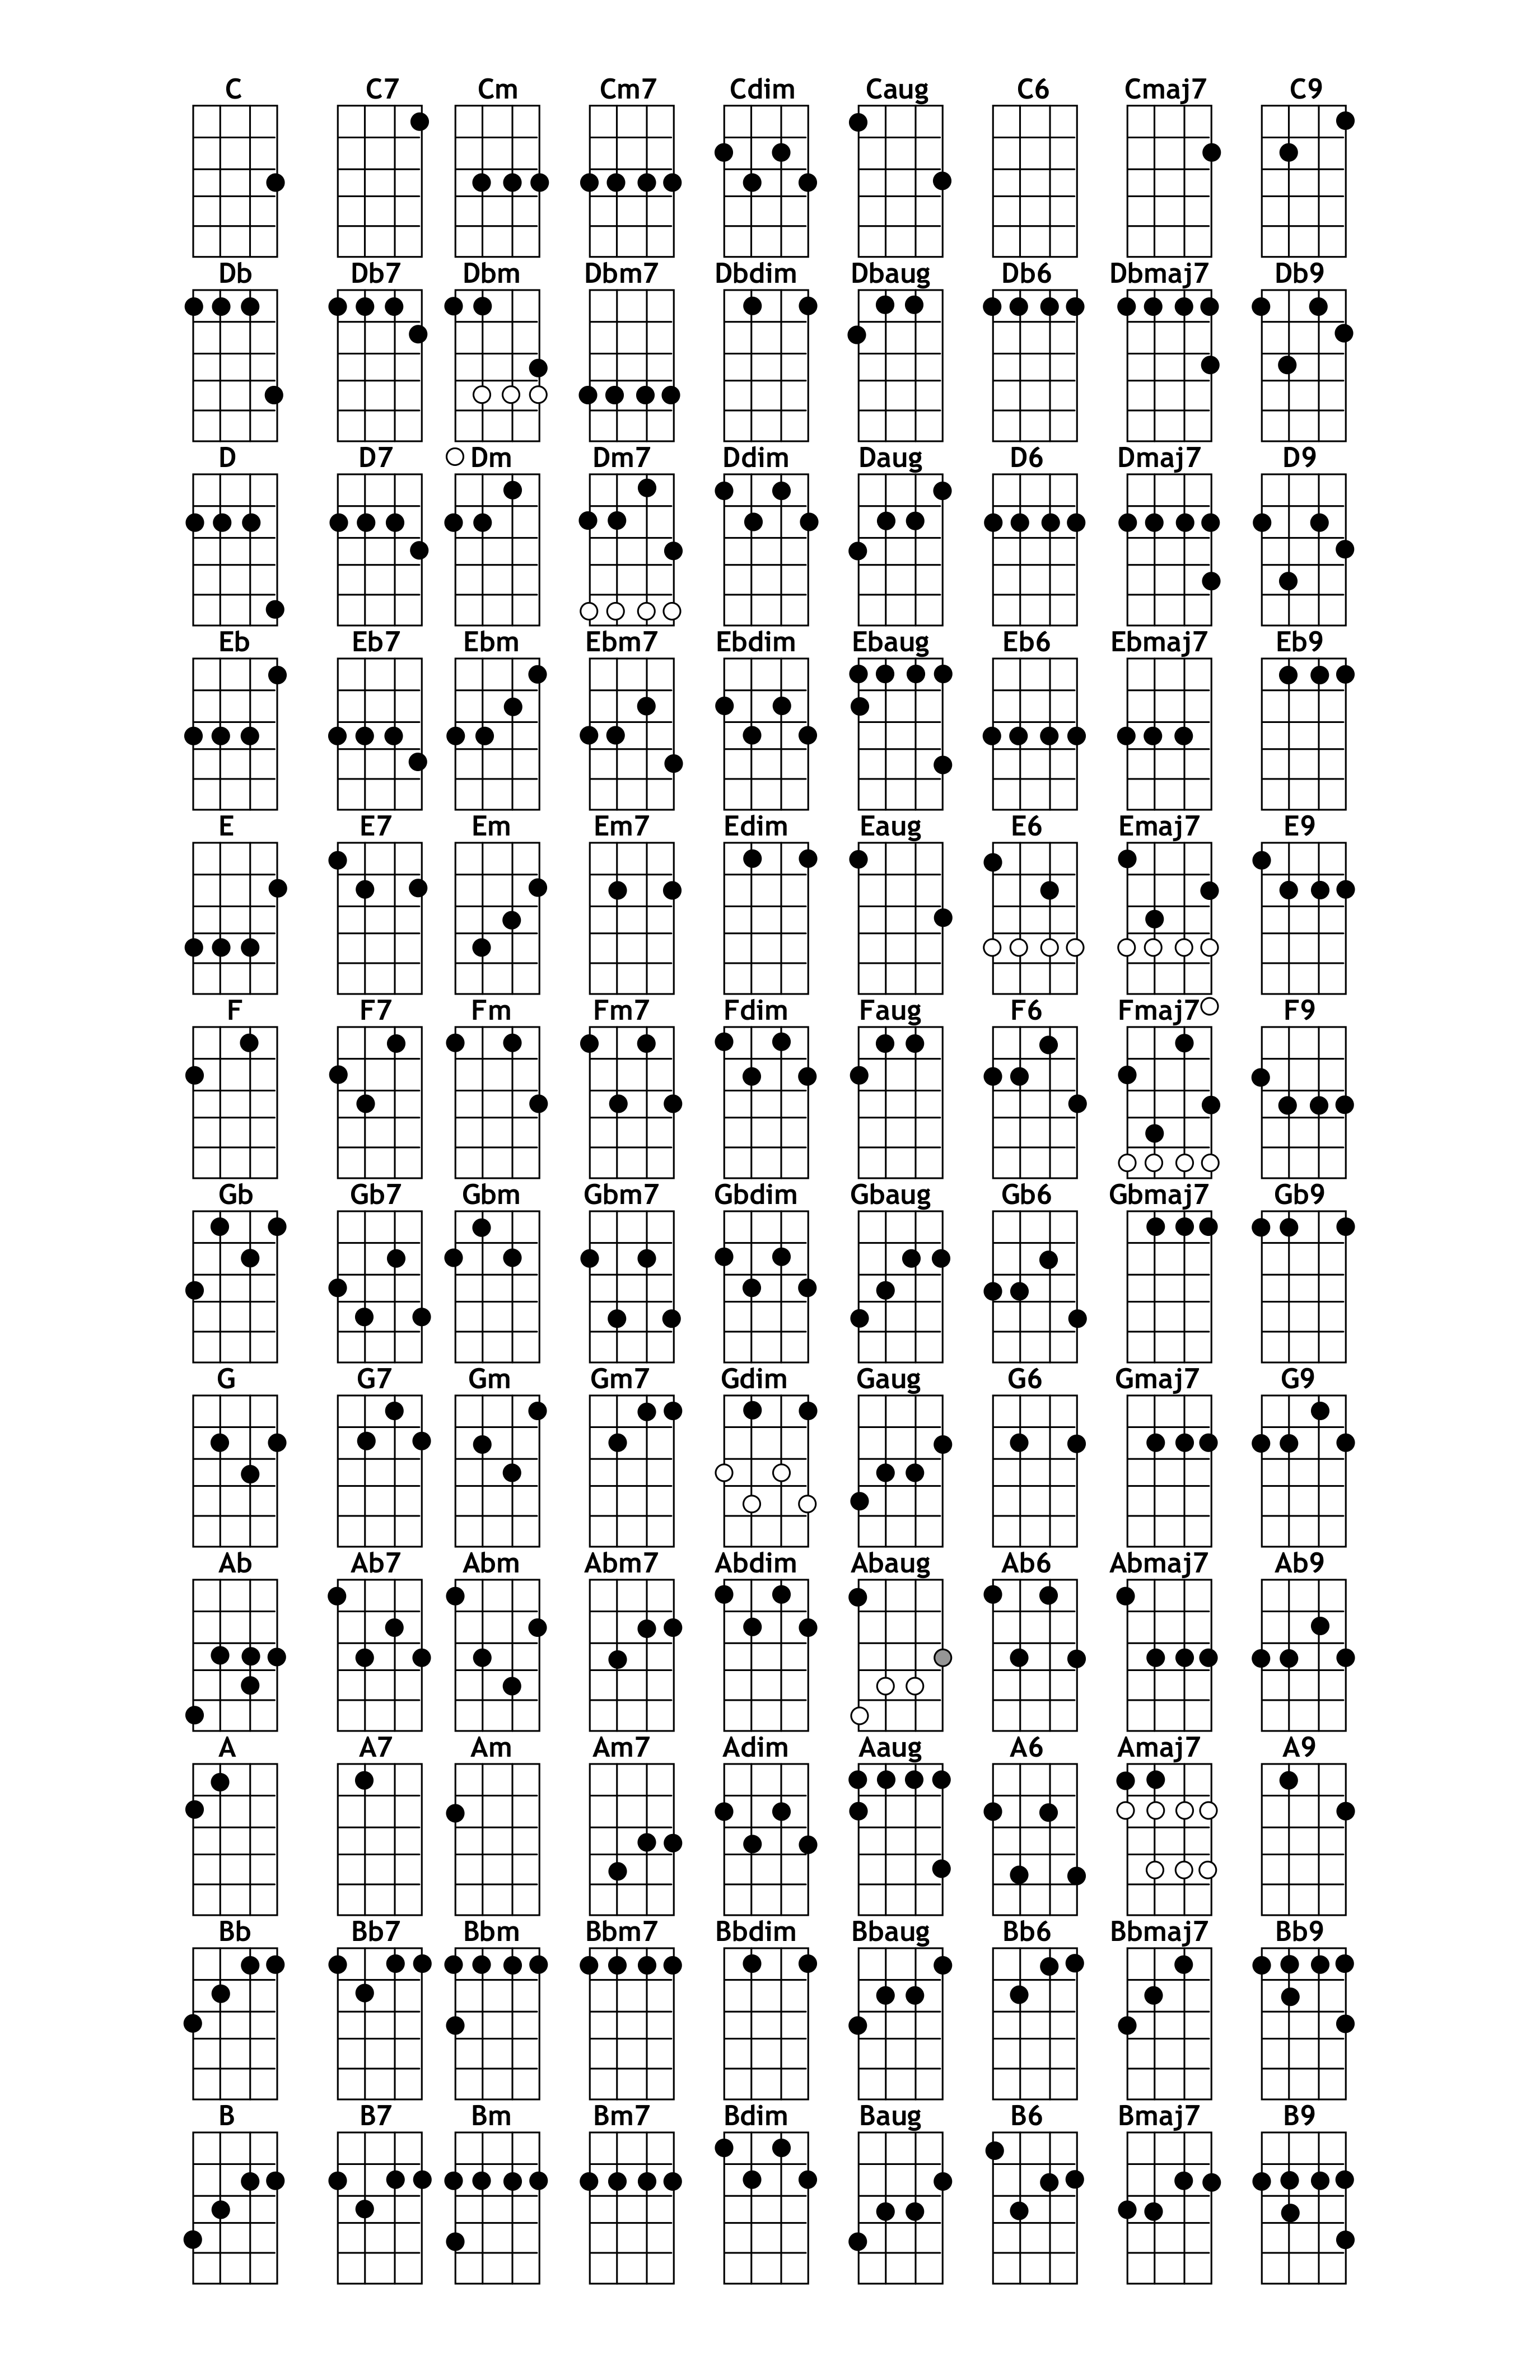 C C7 Cm Cm7 Cdim Caug C6 Cmaj7 C9
Db Db7 Dbm Dbm7 Dbdim Dbaug Db6 Dbmaj7 Db9
D D7 Dm Dm7 Ddim Daug D6 Dmaj7 D9
Eb Eb7 Ebm Ebm7 Ebdim Ebaug Eb6 Ebmaj7 Eb9
E E7 Em Em7 Edim Eaug E6 Emaj7 E9
F F7 Fm Fm7 Fdim Faug F6 Fmaj7 F9
Gb Gb7 Gbm Gbm7 Gbdim Gbaug Gb6 Gbmaj7 Gb9
G G7 Gm Gm7 Gdim Gaug G6 Gmaj7 G9
Ab Ab7 Abm Abm7 Abdim Abaug Ab6 Abmaj7 Ab9
A A7 Am Am7 Adim Aaug A6 Amaj7 A9
Bb Bb7 Bbm Bbm7 Bbdim Bbaug Bb6 Bbmaj7 Bb9
B B7 Bm Bm7 Bdim Baug B6 Bmaj7 B9